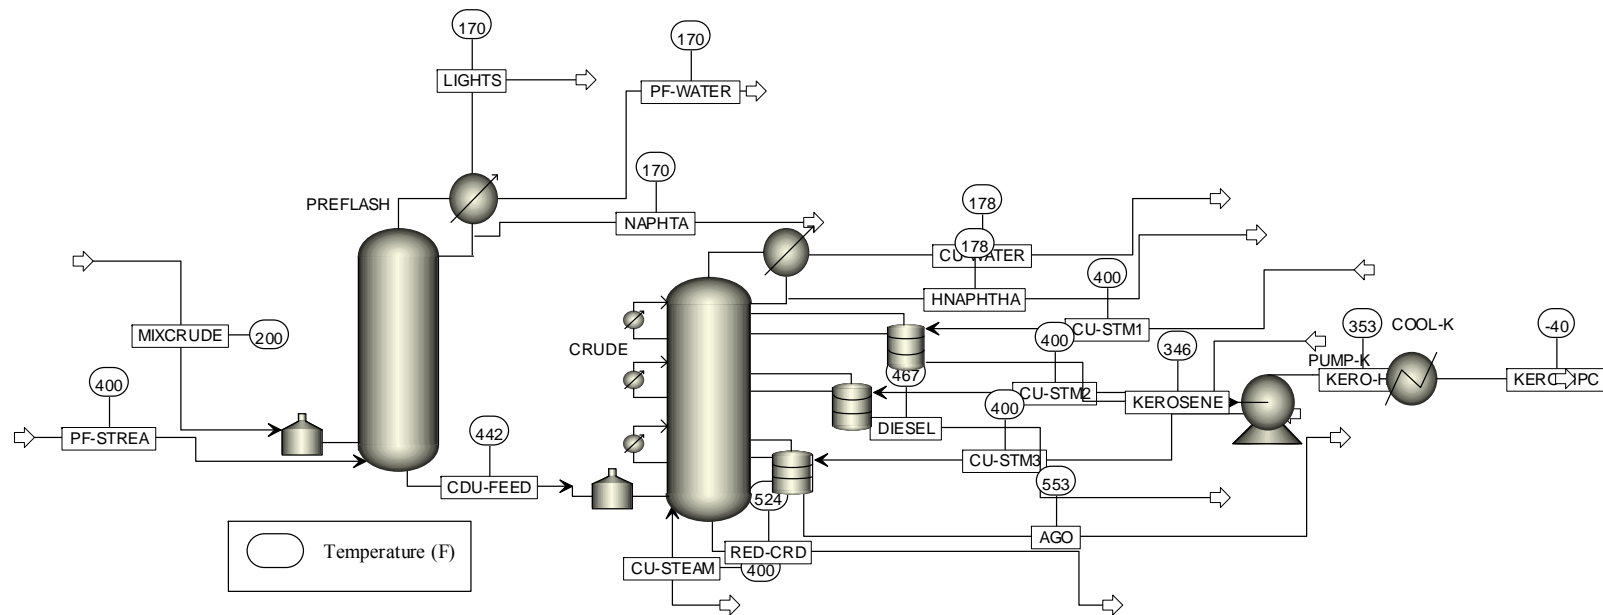 170
LIGHTS
170
PF-WATER
170
NAPHTA
PREFLASH
178
178
CU-WATER
HNAPHTHA
400
CU-STM1
MIXCRUDE
200
400
PF-STREA
CRUDE
467
400
CU-STM2
346
KEROSENE
PUMP-K
353
KERO-H
COOL-K
-40
DIESEL
400
CU-STM3
442
CDU-FEED
524
553
AGO
RED-CRD
CU-STEAM
400
Temperature (F)